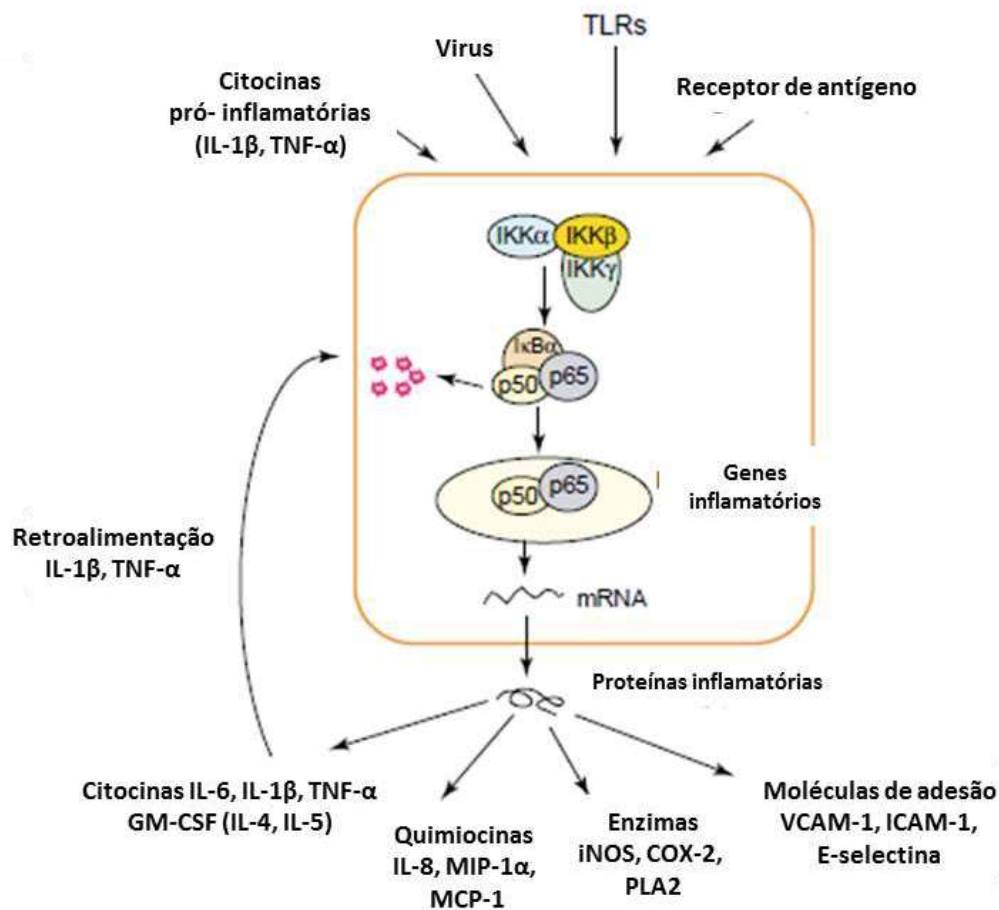 TLRs
Virus
Citocinas
pró- inflamatórias
(IL-1β, TNF-α)
Receptor de antígeno
IKKα
IKKβ
IKKγ
IκBα
p50
p65
p50
p65
Genes
inflamatórios
Retroalimentação
IL-1β, TNF-α
mRNA
Proteínas inflamatórias
Citocinas IL-6, IL-1β, TNF-α
GM-CSF (IL-4, IL-5)
Quimiocinas
IL-8, MIP-1α,
MCP-1
Enzimas
iNOS, COX-2,
PLA2
Moléculas de adesão
VCAM-1, ICAM-1,
E-selectina